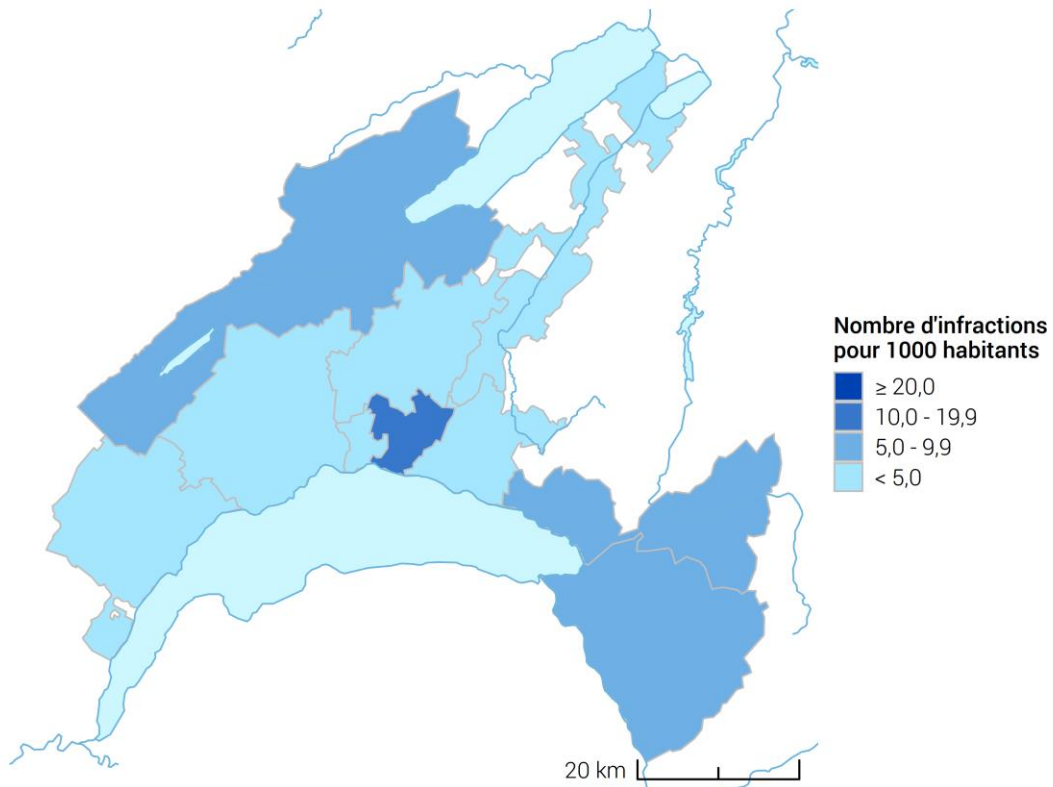 Nombre d'infractions
pour 1000 habitants
≥ 20,0
10,0 - 19,9
5,0 - 9,9
< 5,0
20 km